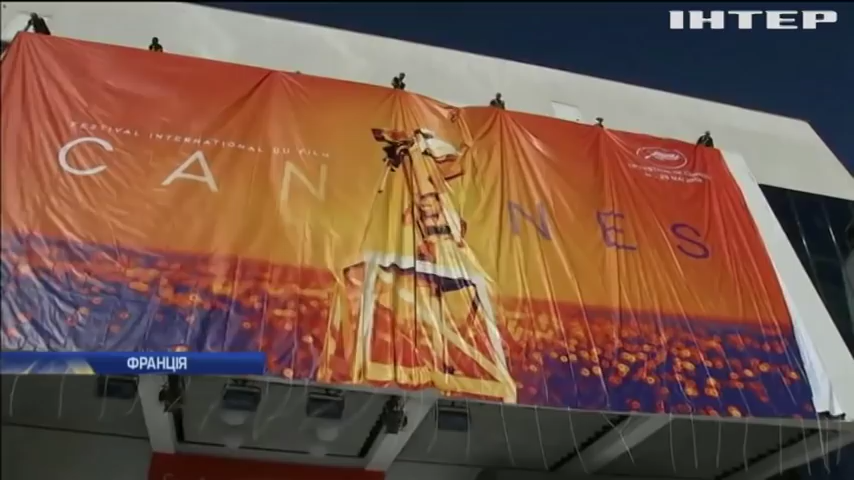 ІНТЕР
FESTIVAL INTERNATIONAL DU FILM
CANNES
ФРАНЦІЯ